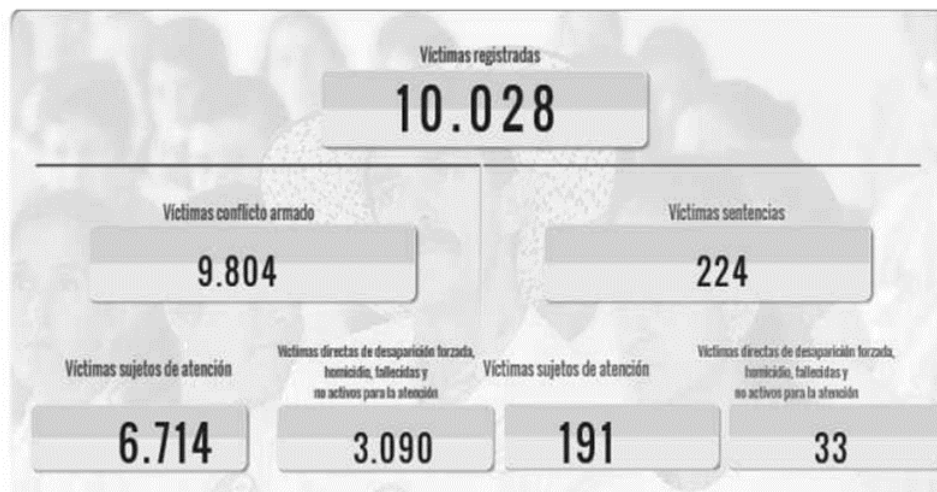 Víctimas registradas
10.028
Víctimas conflicto armado
9.804
Víctimas sentencias
224
Víctimas sujetos de atención
6.714
Víctimas directas de desaparición forzada,
homicidio, fallecidas y
no activos para la atención
3.090
Víctimas sujetos de atención
191
Víctimas directas de desaparición forzada,
homicidio, fallecidas y
no activos para la atención
33